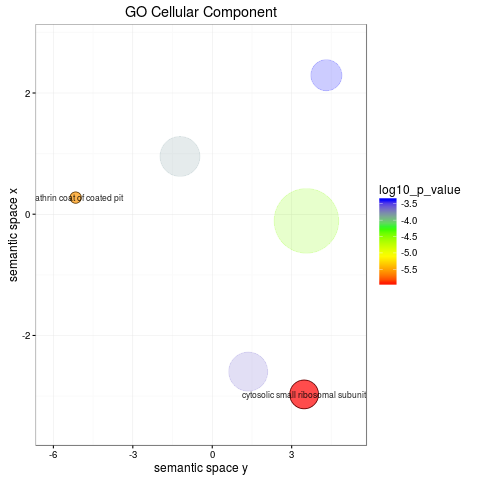 GO Cellular Component
semantic space x
2
0
-2
athrin coat of coated pit
cytosolic small ribosomal subunit
-6
-3
0
3
semantic space y
log10_p_value
-3.5
-4.0
-4.5
-5.0
-5.5